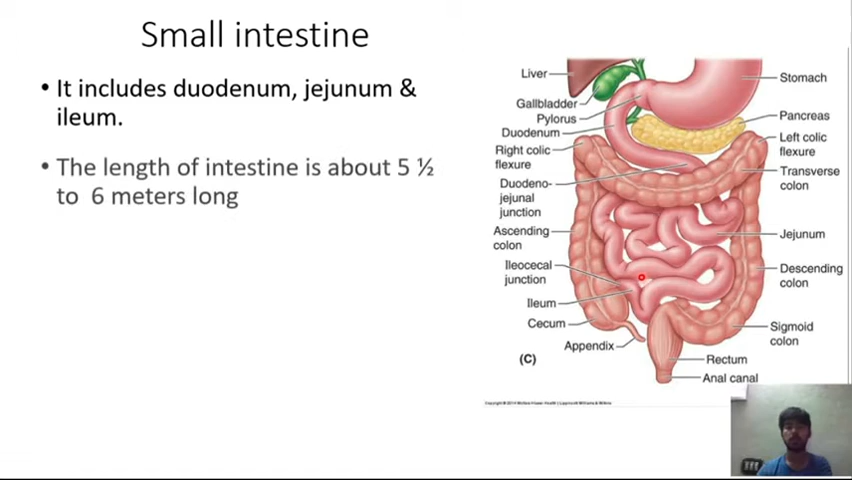 Small intestine
• It includes duodenum, jejunum &
ileum.
• The length of intestine is about 5 ½
to 6 meters long
Liver
Gallbladder
Pylorus
Duodenum
Right colic
flexure
Duodeno-
jejunal
junction
Ascending
colon
Ileocecal
junction
Ileum
Cecum
Appendix
(C)
Stomach
Pancreas
Left colic
flexure
Transverse
colon
Jejunum
Descending
colon
Sigmoid
colon
Rectum
Anal canal